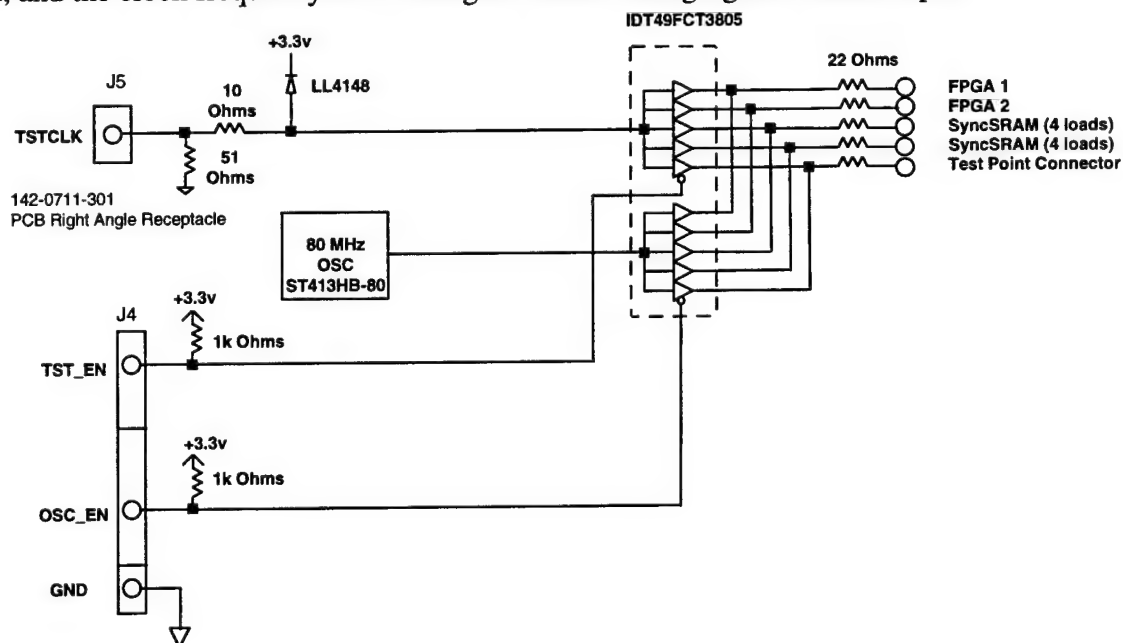 IDT49FCT3805
+3.3v
22 Ohms
J5
10
Ohms
LL4148
FPGA 1
FPGA 2
TSTCLK
SyncSRAM (4 loads)
SyncSRAM (4 loads)
51
Ohms
Test Point Connector
142-0711-301
PCB Right Angle Receptacle
80 MHz
OSC
ST413HB-80
+3.3v
J4
1k Ohms
TST_EN
+3.3v
1k Ohms
OSC_EN
GND